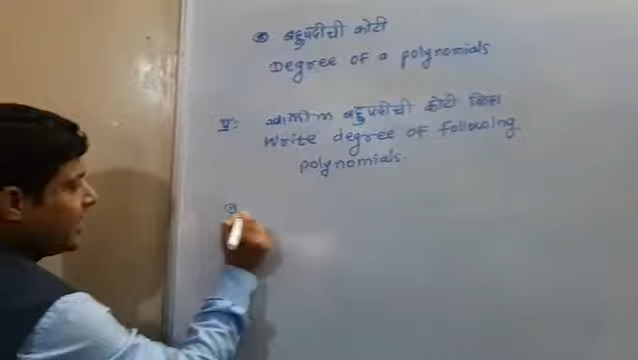 बहुपदीची कोटी
Degree of a polynomials
प्र: खालील बहुपदीची कोटी लिहा
Write degree of following
polynomials.